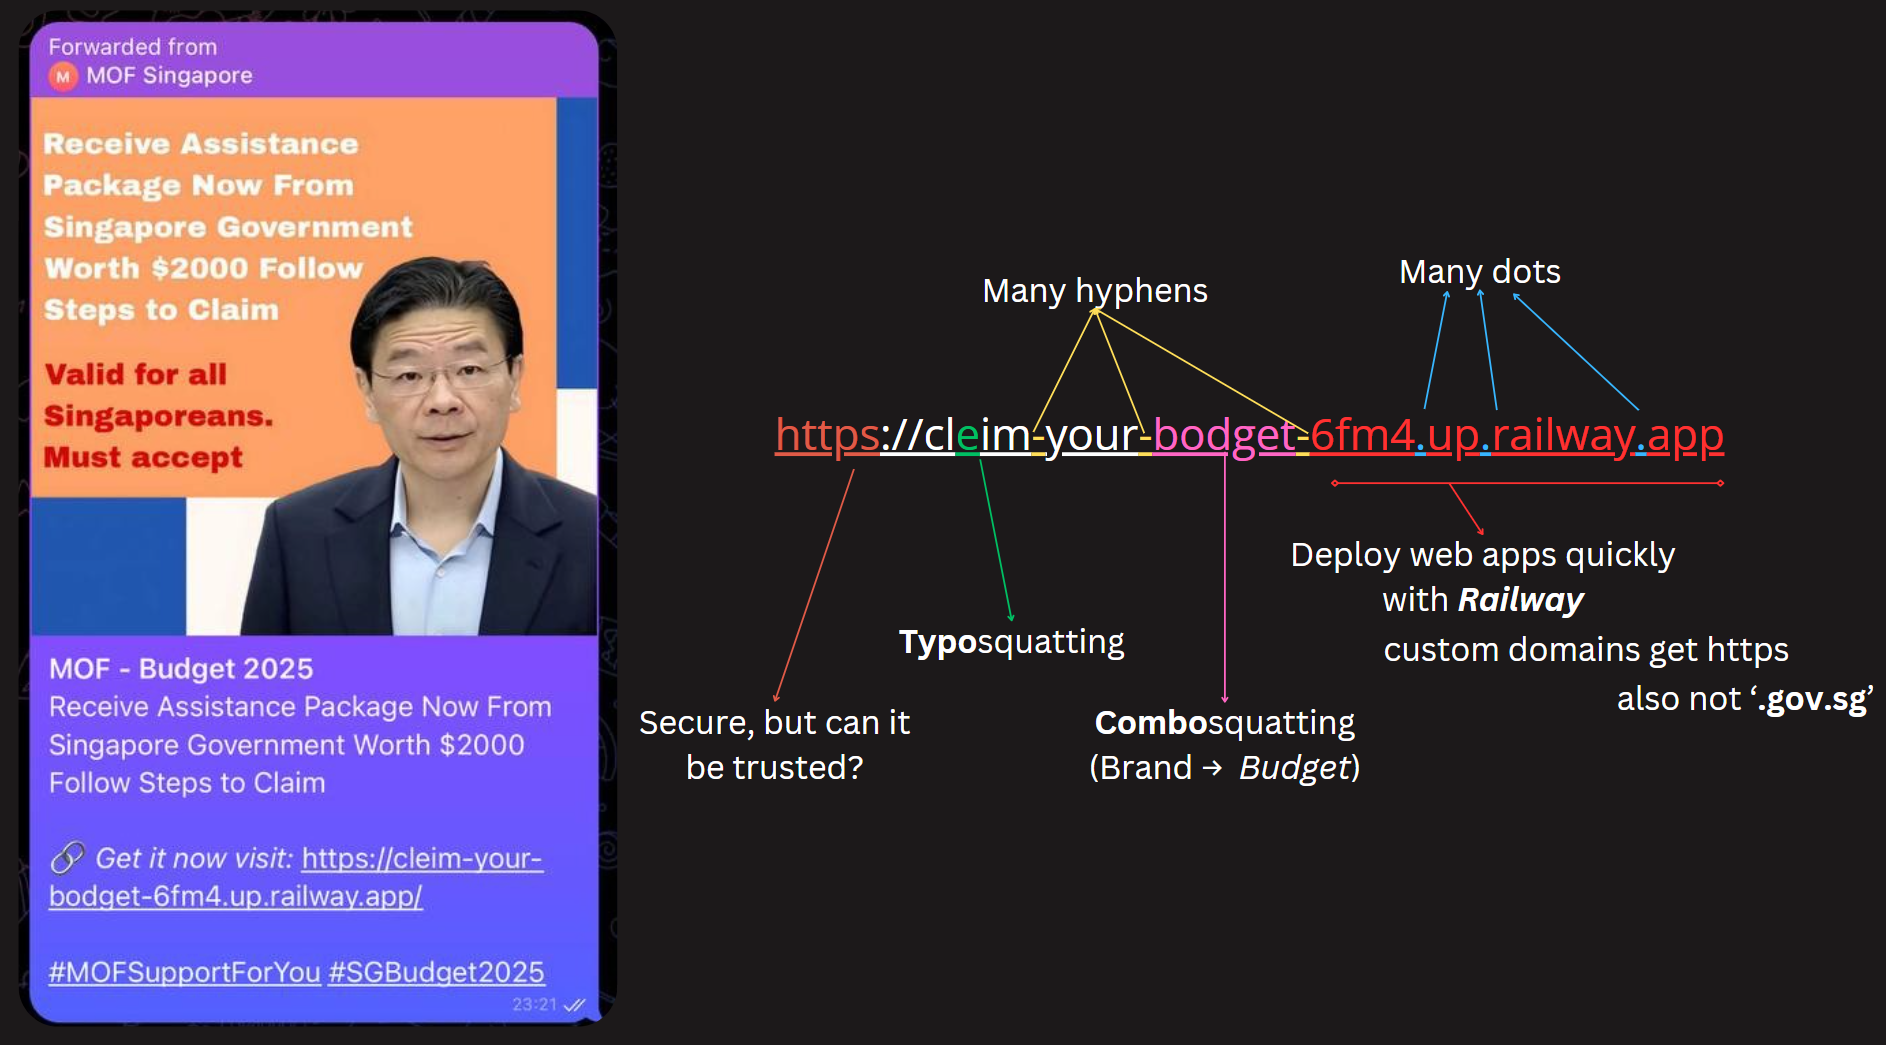 Forwarded from
M MOF Singapore
Receive Assistance
Package Now From
Singapore Government
Worth $2000 Follow
Steps to Claim
Valid for all
Singaporeans.
Must accept
MOF - Budget 2025
Receive Assistance Package Now From
Singapore Government Worth $2000
Follow Steps to Claim
🔗 Get it now visit: https://cleim-your-
bodget-6fm4.up.railway.app/
#MOFSupportForYou #SGBudget2025
23:21
Many hyphens
Many dots
https://cleim-your-bodget-6fm4.up.railway.app
Deploy web apps quickly
with Railway
custom domains get https
also not ‘.gov.sg’
Typosquatting
Secure, but can it
be trusted?
Combosquatting
(Brand → Budget)